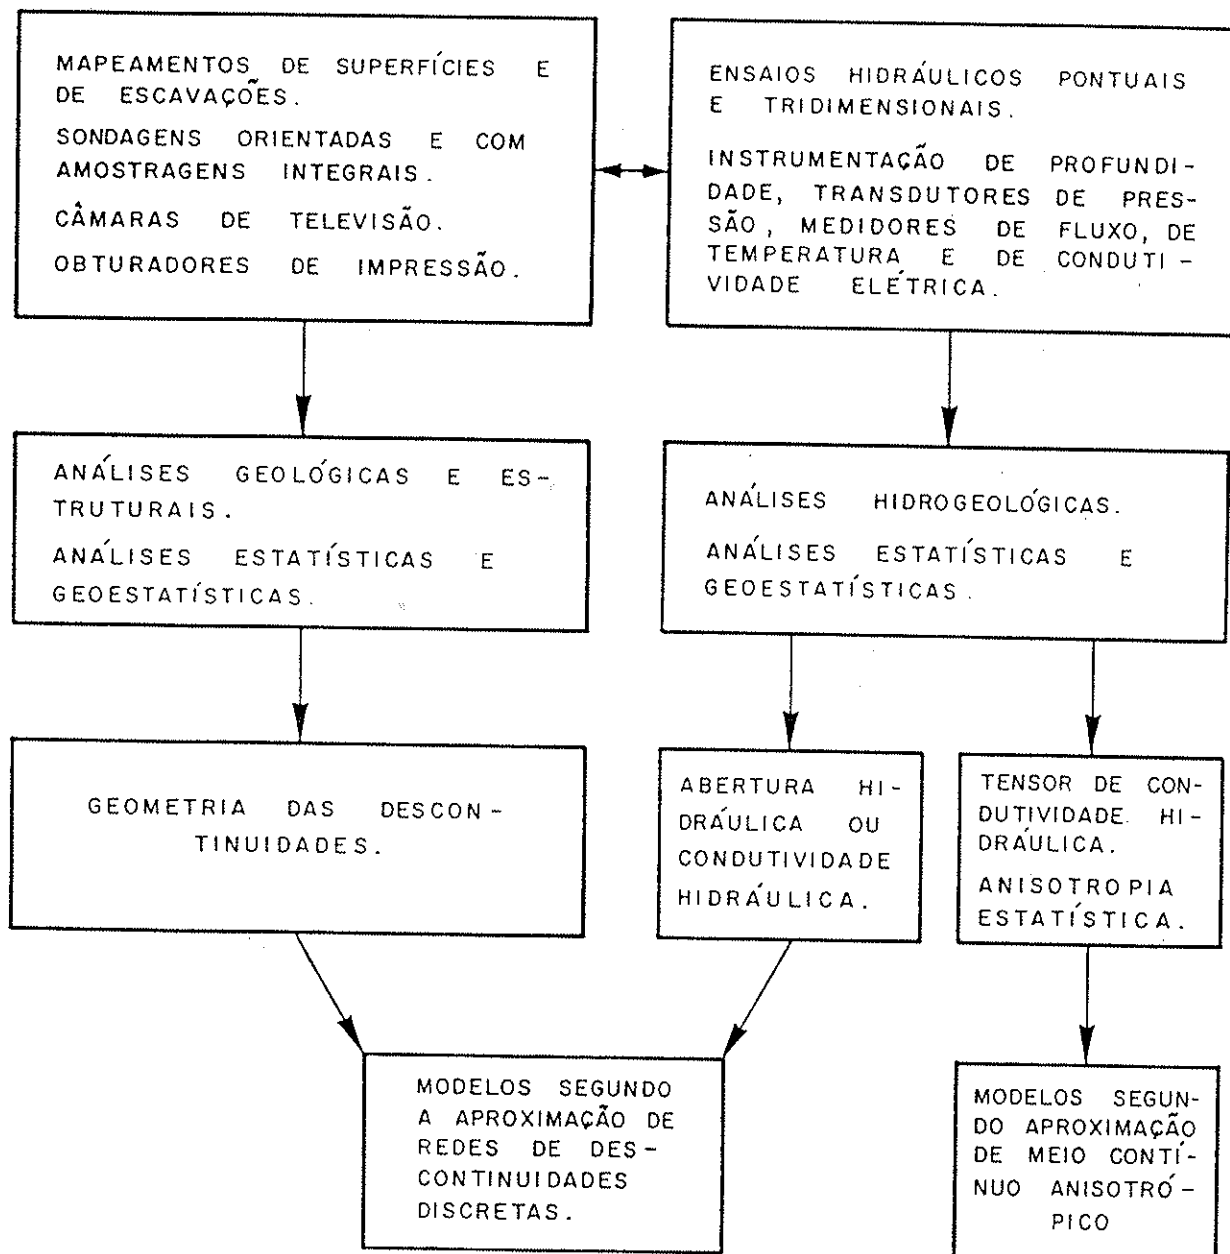 MAPEAMENTOS DE SUPERFÍCIES E
DE ESCAVAÇÕES.
SONDAGENS ORIENTADAS E COM
AMOSTRAGENS INTEGRAIS.
CÂMARAS DE TELEVISÃO.
OBTURADORES DE IMPRESSÃO.
ENSAIOS HIDRÁULICOS PONTUAIS
E TRIDIMENSIONAIS.
INSTRUMENTAÇÃO DE PROFUNDI-
DADE, TRANSDUTORES DE PRES-
SÃO, MEDIDORES DE FLUXO, DE
TEMPERATURA E DE CONDUTI-
VIDADE ELÉTRICA.
ANÁLISES GEOLÓGICAS E ES-
TRUTURAIS.
ANÁLISES ESTATÍSTICAS E
GEOESTATÍSTICAS.
ANÁLISES HIDROGEOLÓGICAS.
ANÁLISES ESTATÍSTICAS E
GEOESTATÍSTICAS.
GEOMETRIA DAS DESCON-
TINUIDADES.
ABERTURA HI-
DRÁULICA OU
CONDUTIVIDADE
HIDRÁULICA.
TENSOR DE CON-
DUTIVIDADE HI-
DRÁULICA.
ANISOTROPIA
ESTATÍSTICA.
MODELOS SEGUNDO
A APROXIMAÇÃO DE
REDES DE DES-
CONTINUIDADES
DISCRETAS.
MODELOS SEGUN-
DO APROXIMAÇÃO
DE MEIO CONTÍ-
NUO ANISOTRÓ-
PICO